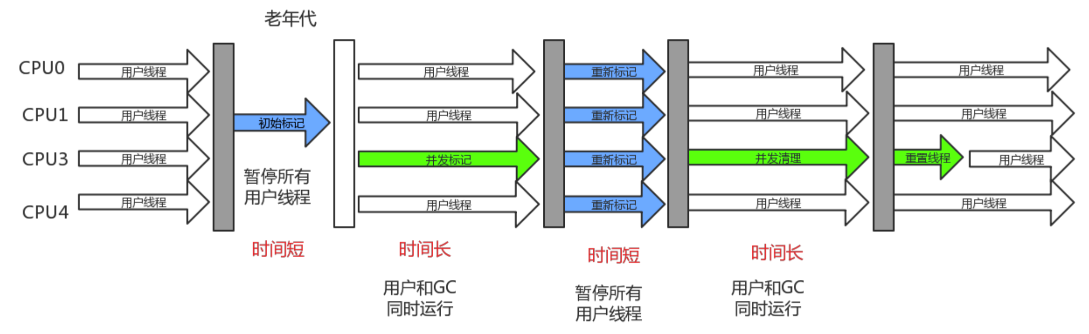 老年代
CPU0 用户线程 用户线程 重新标记 用户线程 用户线程
CPU1 用户线程 初始标记 用户线程 重新标记 用户线程 用户线程
CPU3 用户线程 并发标记 重新标记 并发清理 重置线程 用户线程
CPU4 用户线程 用户线程 重新标记 用户线程 用户线程
暂停所有
用户线程
时间短 时间长 时间短 时间长
用户和GC
同时运行
暂停所有
用户线程
用户和GC
同时运行